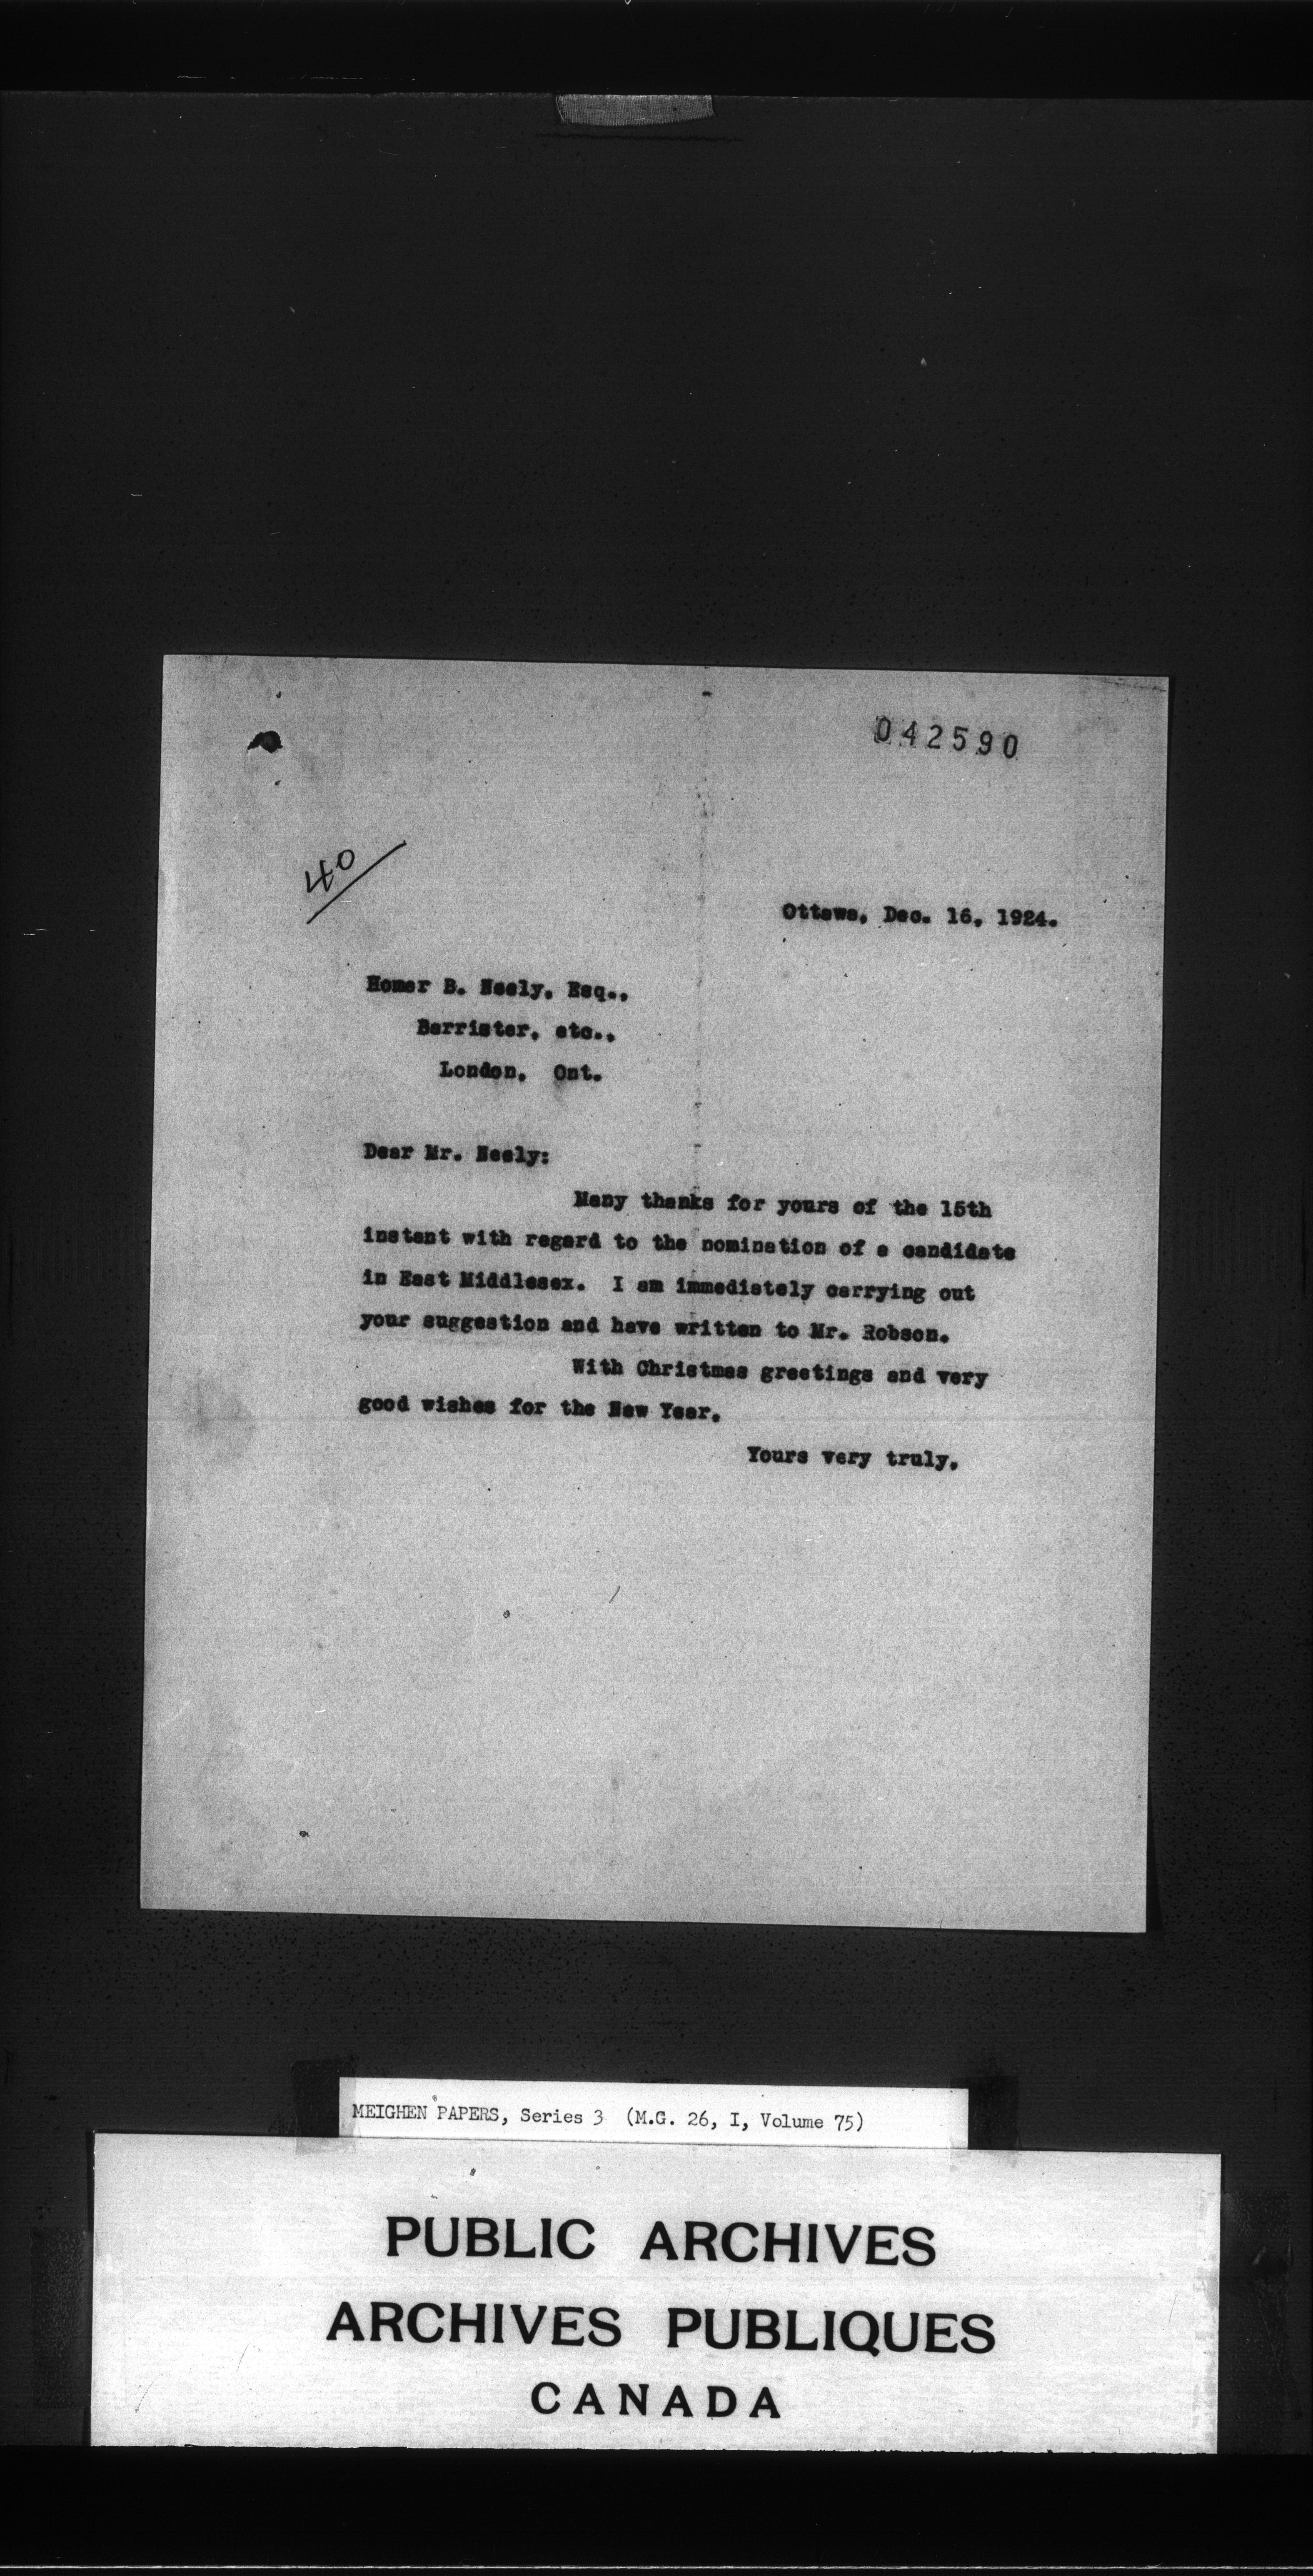 042590
40
Ottawa, Dec. 16, 1924.
Homer B. Neely, Esq.,
Barrister, etc.,
London, Ont.
Dear Mr. Neely:
Many thanks for yours of the 15th
instant with regard to the nomination of a candidate
in East Middlesex. I am immediately carrying out
your suggestion and have written to Mr. Robson.
With Christmas greetings and very
good wishes for the New Year,
Yours very truly,
MEIGHEN PAPERS, Series 3 (M.G. 26, I, Volume 75)
PUBLIC ARCHIVES
ARCHIVES PUBLIQUES
CANADA